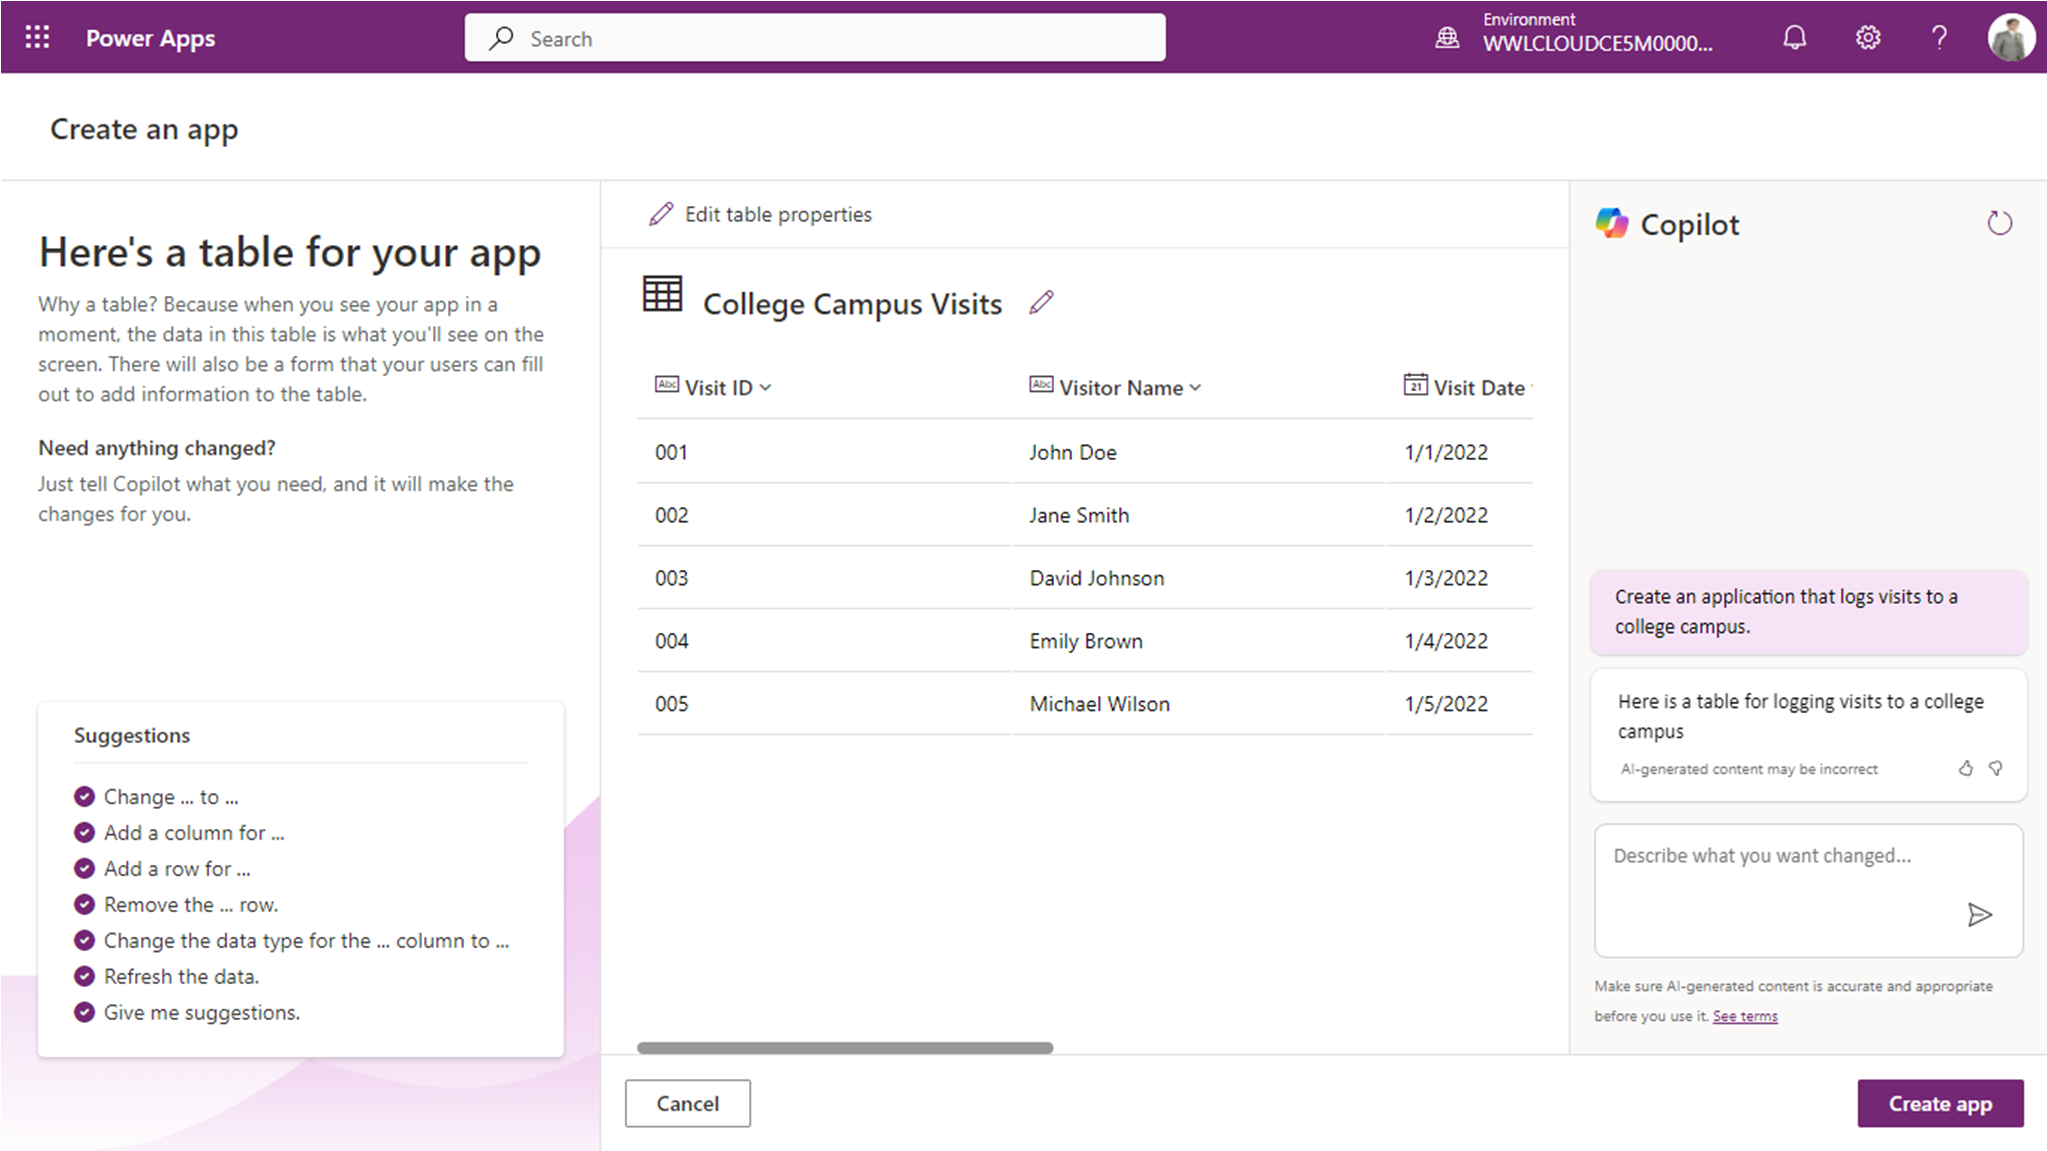 Power Apps
Search
Environment
WWLCLOUDCE5M0000...
Create an app
Here's a table for your app
Why a table? Because when you see your app in a
moment, the data in this table is what you'll see on the
screen. There will also be a form that your users can fill
out to add information to the table.
Need anything changed?
Just tell Copilot what you need, and it will make the
changes for you.
Suggestions
Change ... to ...
Add a column for ...
Add a row for ...
Remove the ... row.
Change the data type for the ... column to ...
Refresh the data.
Give me suggestions.
Edit table properties
College Campus Visits
Abc Visit ID Abc Visitor Name 21 Visit Date
001 John Doe 1/1/2022
002 Jane Smith 1/2/2022
003 David Johnson 1/3/2022
004 Emily Brown 1/4/2022
005 Michael Wilson 1/5/2022
Cancel
Copilot
Create an application that logs visits to a
college campus.
Here is a table for logging visits to a college
campus
AI-generated content may be incorrect
Describe what you want changed...
Make sure AI-generated content is accurate and appropriate
before you use it. See terms
Create app